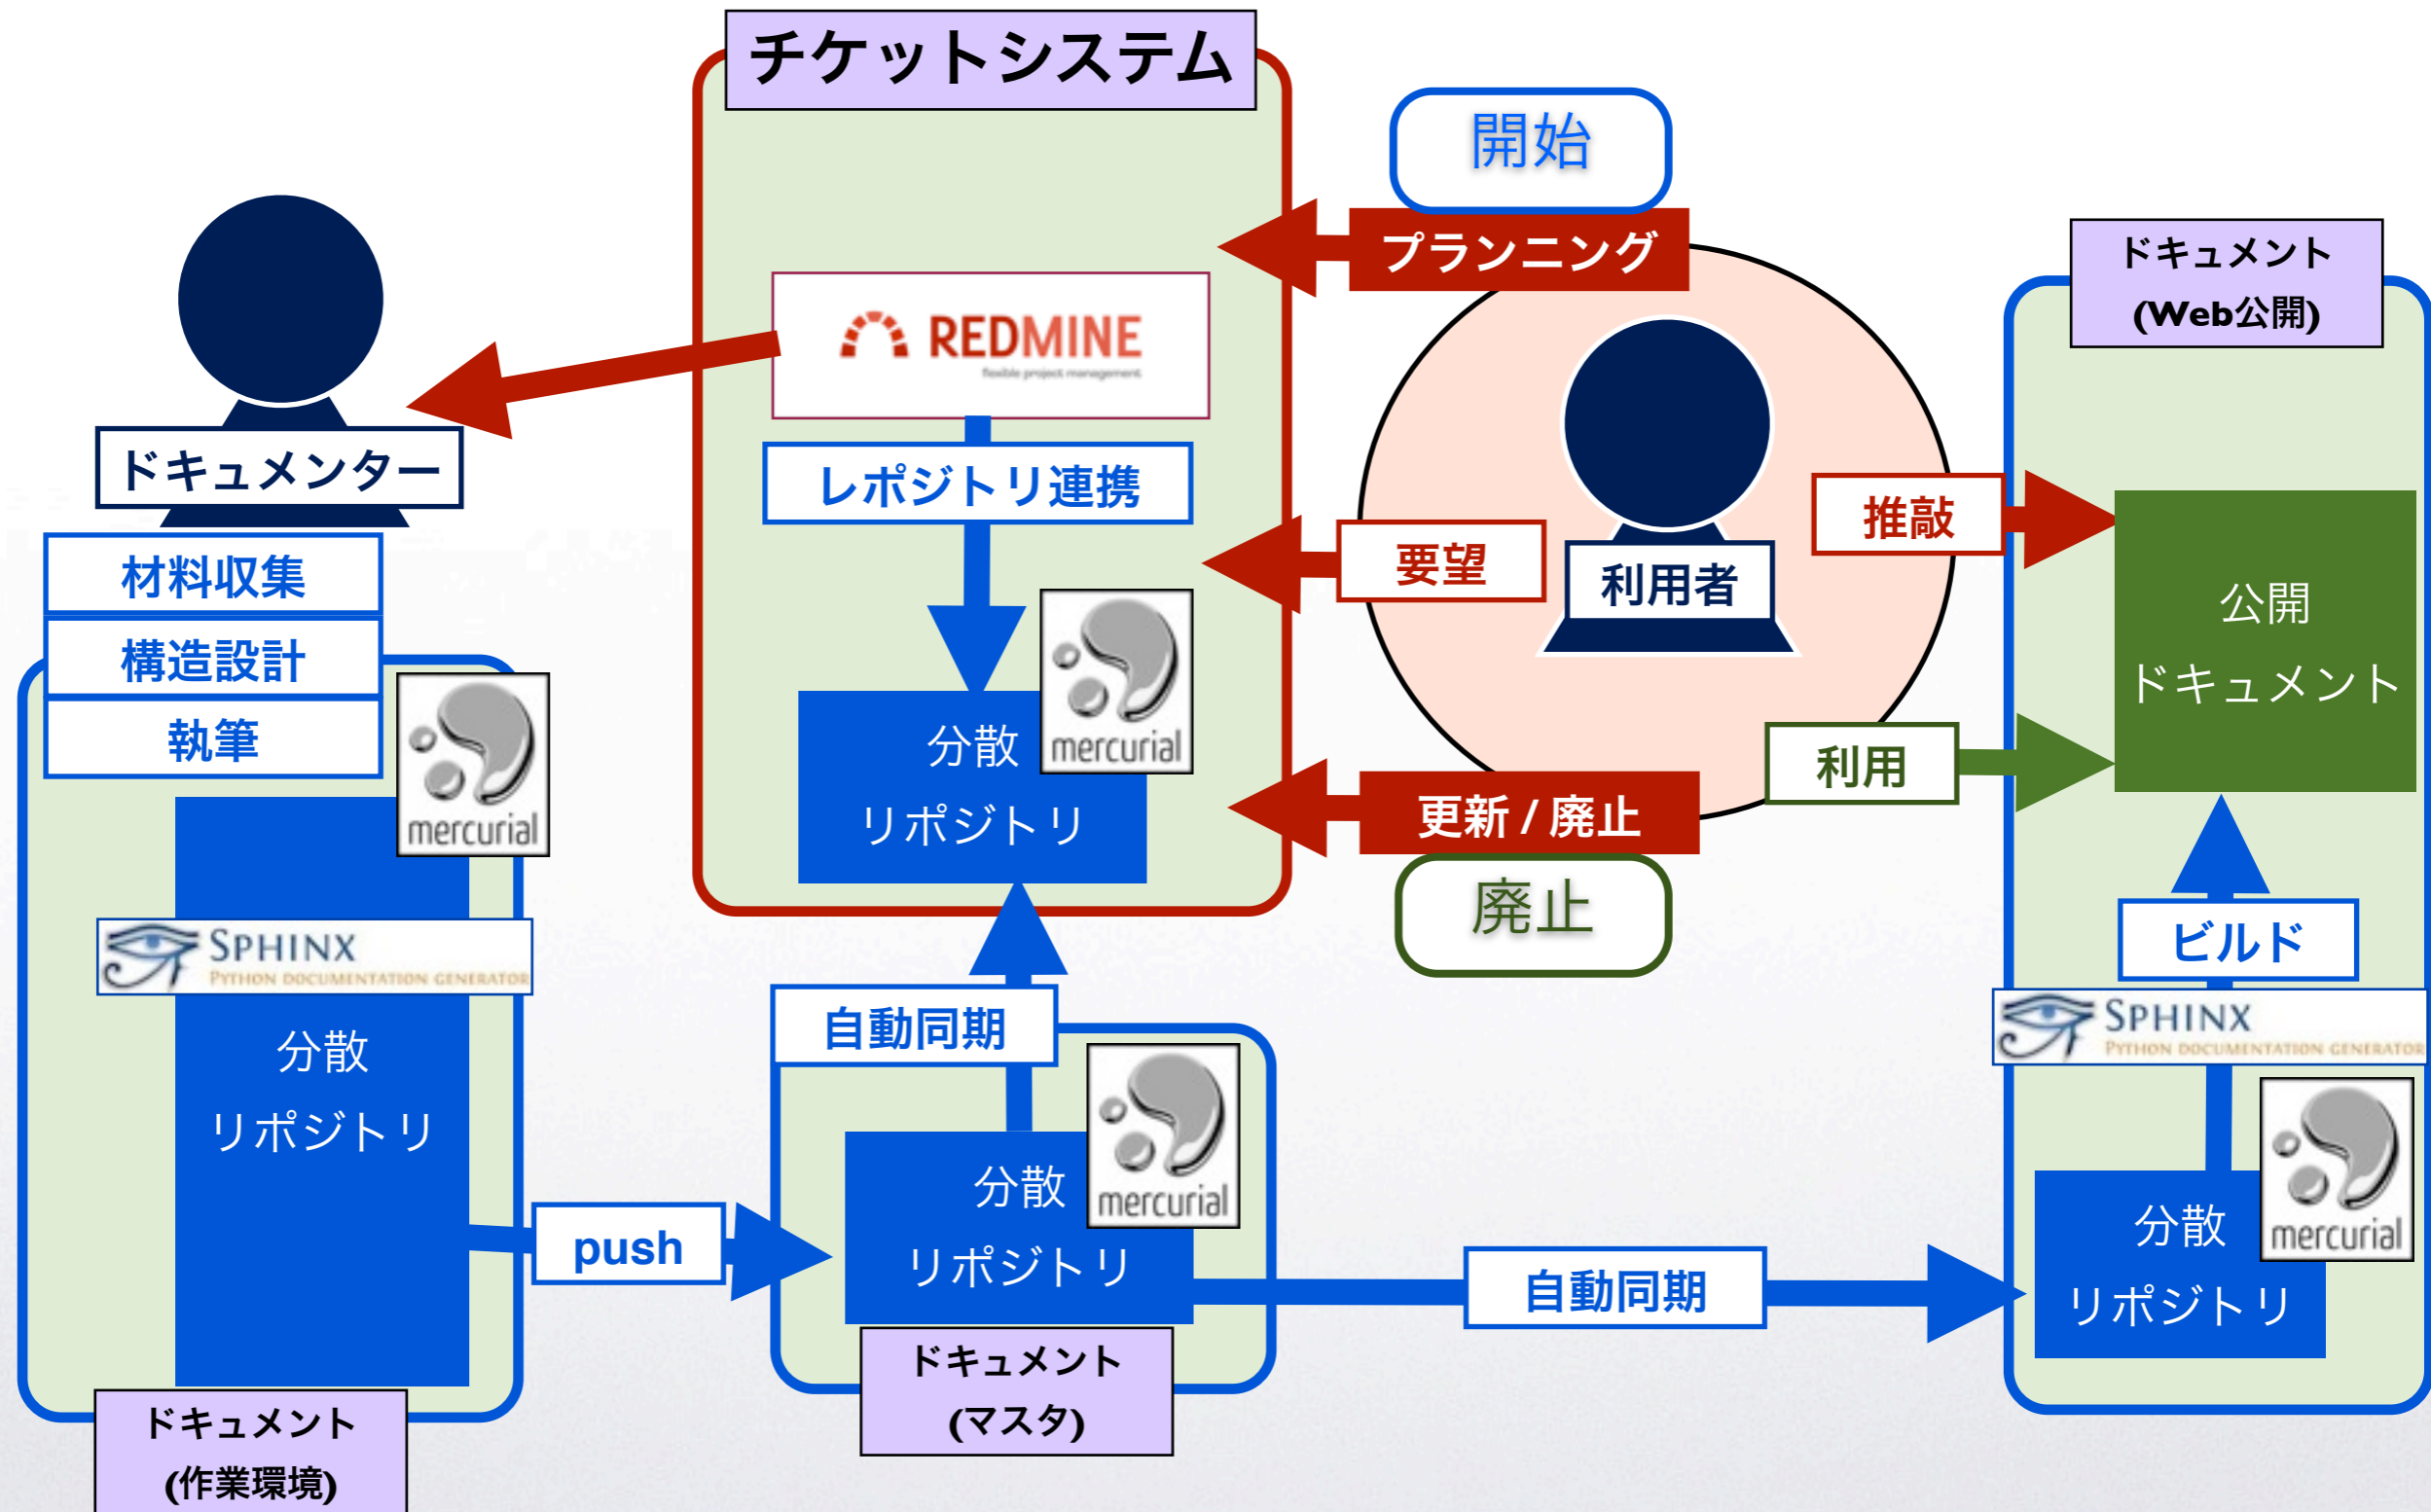 チケットシステム
開始
プランニング
REDMINE
flexible project management
ドキュメンター
材料収集
構造設計
執筆
mercurial
SPHINX
PYTHON DOCUMENTATION GENERATOR
分散
リポジトリ
ドキュメント
(作業環境)
レポジトリ連携
mercurial
分散
リポジトリ
要望
利用者
更新 / 廃止
廃止
推敲
利用
ドキュメント
(Web公開)
公開
ドキュメント
ビルド
SPHINX
PYTHON DOCUMENTATION GENERATOR
mercurial
分散
リポジトリ
push
自動同期
mercurial
分散
リポジトリ
ドキュメント
(マスタ)
自動同期